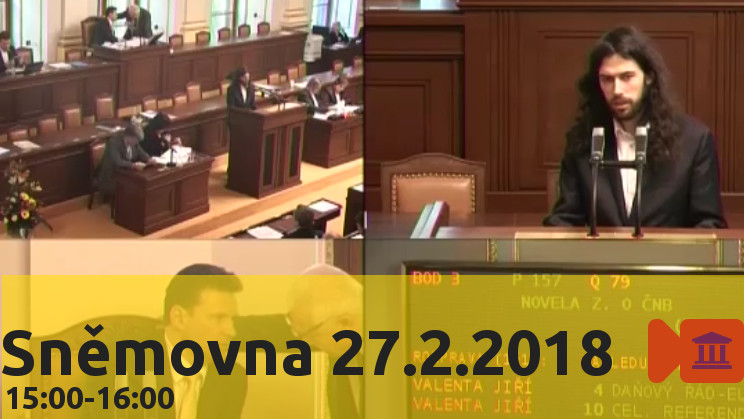 BOD 3 P 157 Q 79
NOVELA Z. O ČNB
Sněmovna 27.2.2018
VALENTA JIŘÍ 4 DAŇOVÝ ŘÁD-EU
VALENTA JIŘÍ 10 CEL. REFEREN
15:00-16:00